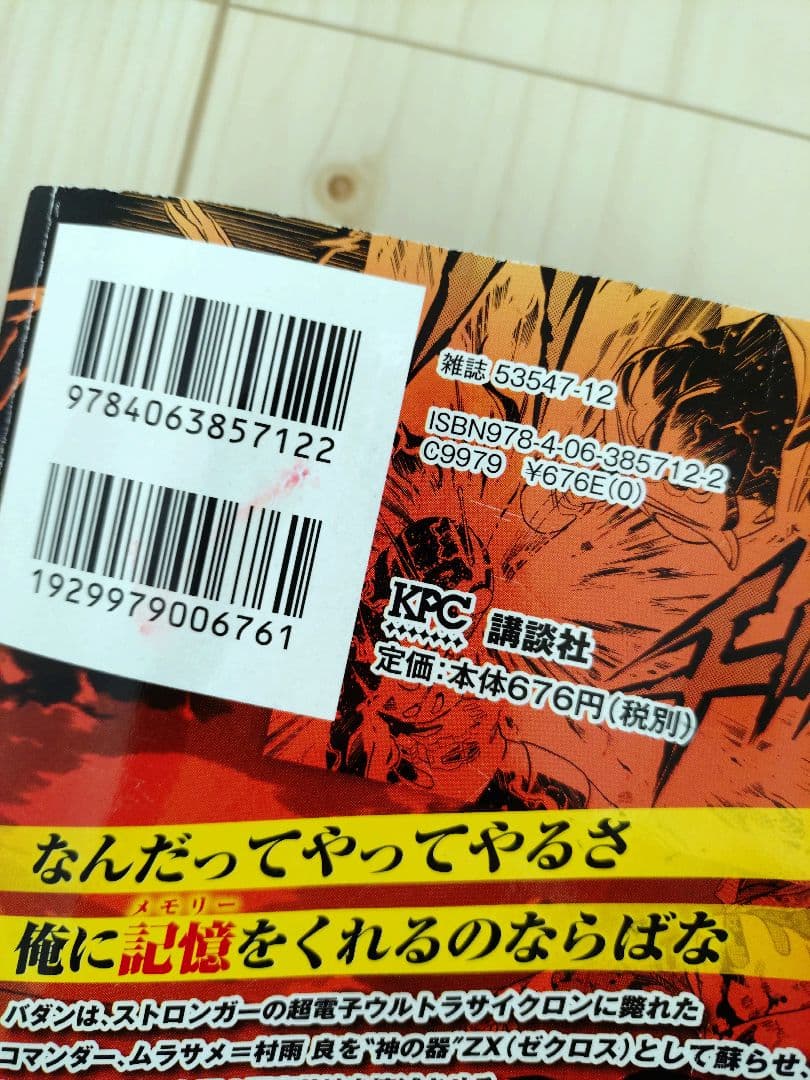 9784063857122
1929979006761
雑誌 53547-12
ISBN978-4-06-385712-2
C9979 ¥676E(0)
KPC 講談社
定価:本体676円(税別)
なんだってやってやるさ
メモリー
俺に記憶をくれるのならばな
バダンは、ストロンガーの超電子ウルトラサイクロンに斃れた
コマンダー、ムラサメ=村雨 良を“神の器”ZX(ゼクロス)として蘇らせ、